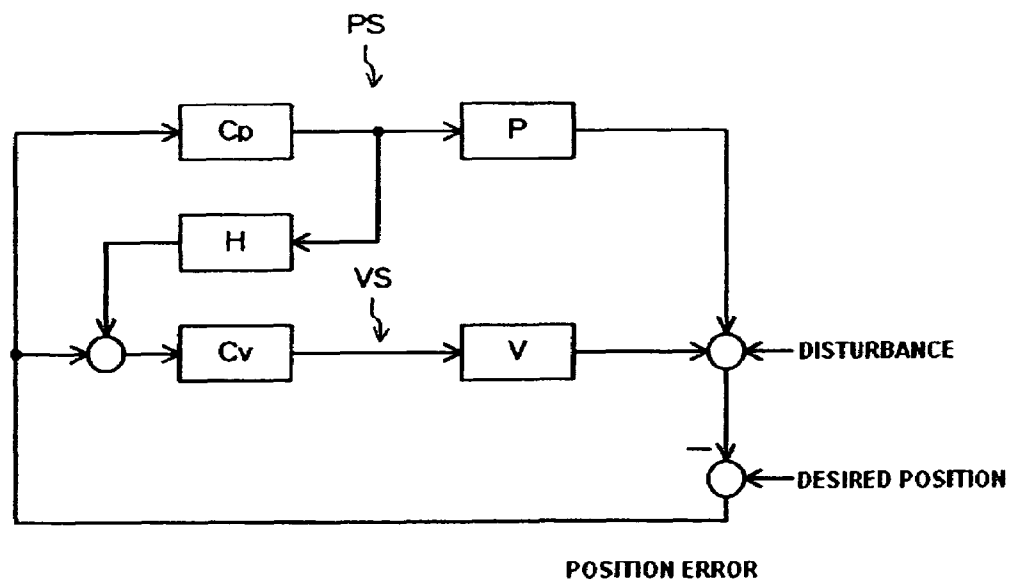 PS
Cp
P
H
VS
Cv
V
DISTURBANCE
DESIRED POSITION
POSITION ERROR